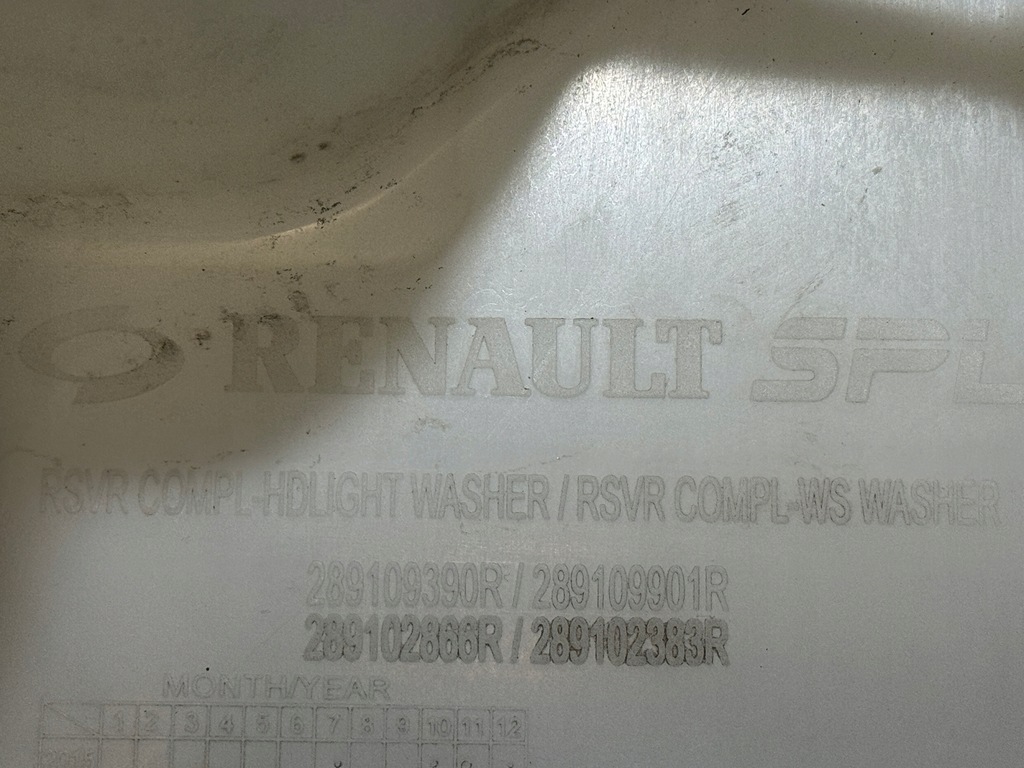 RENAULT SPL
RSVR COMPL-HDLIGHT WASHER / RSVR COMPL-WS WASHER
289109390R / 289109901R
289102866R / 289102383R
MONTH/YEAR
1 2 3 4 5 6 7 8 9 10 11 12